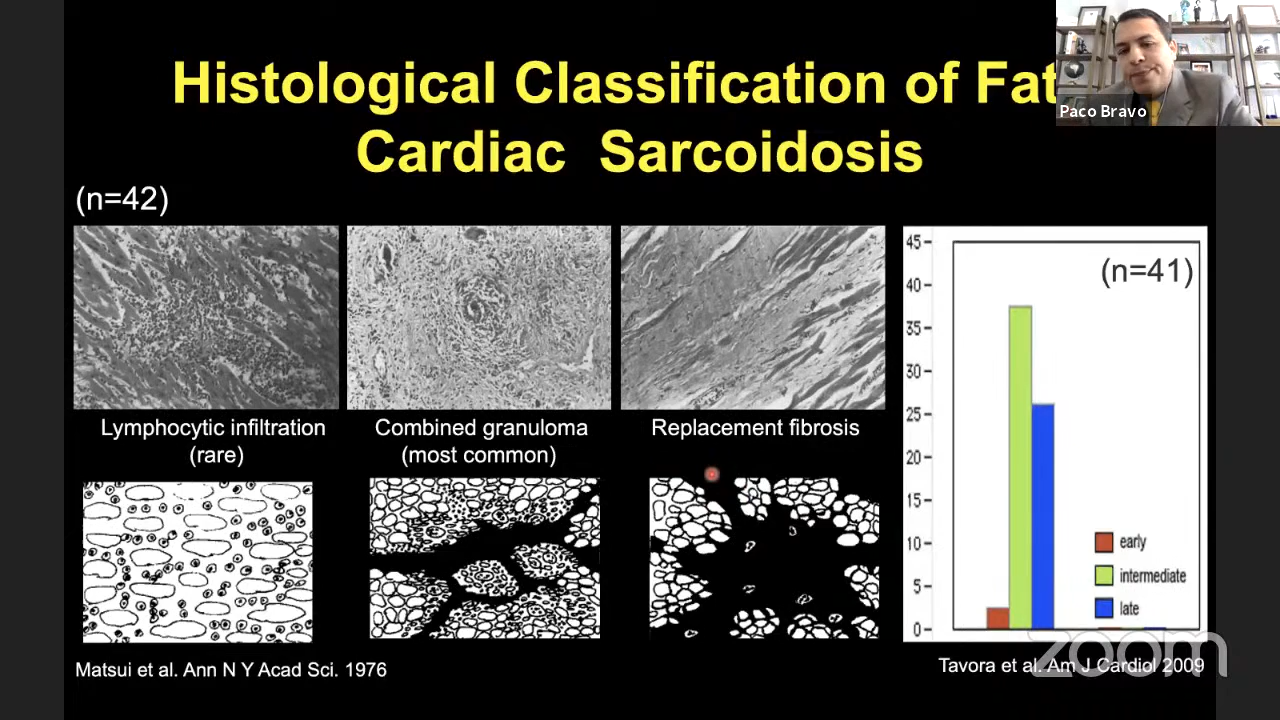 Histological Classification of Fat
Paco Bravo
Cardiac Sarcoidosis
(n=42)
Lymphocytic infiltration
(rare)
Combined granuloma
(most common)
Replacement fibrosis
45
40
35
30
25
20
15
10
5
0
(n=41)
early
intermediate
late
Matsui et al. Ann N Y Acad Sci. 1976
Tavora et al. Am J Cardiol 2009
zoom